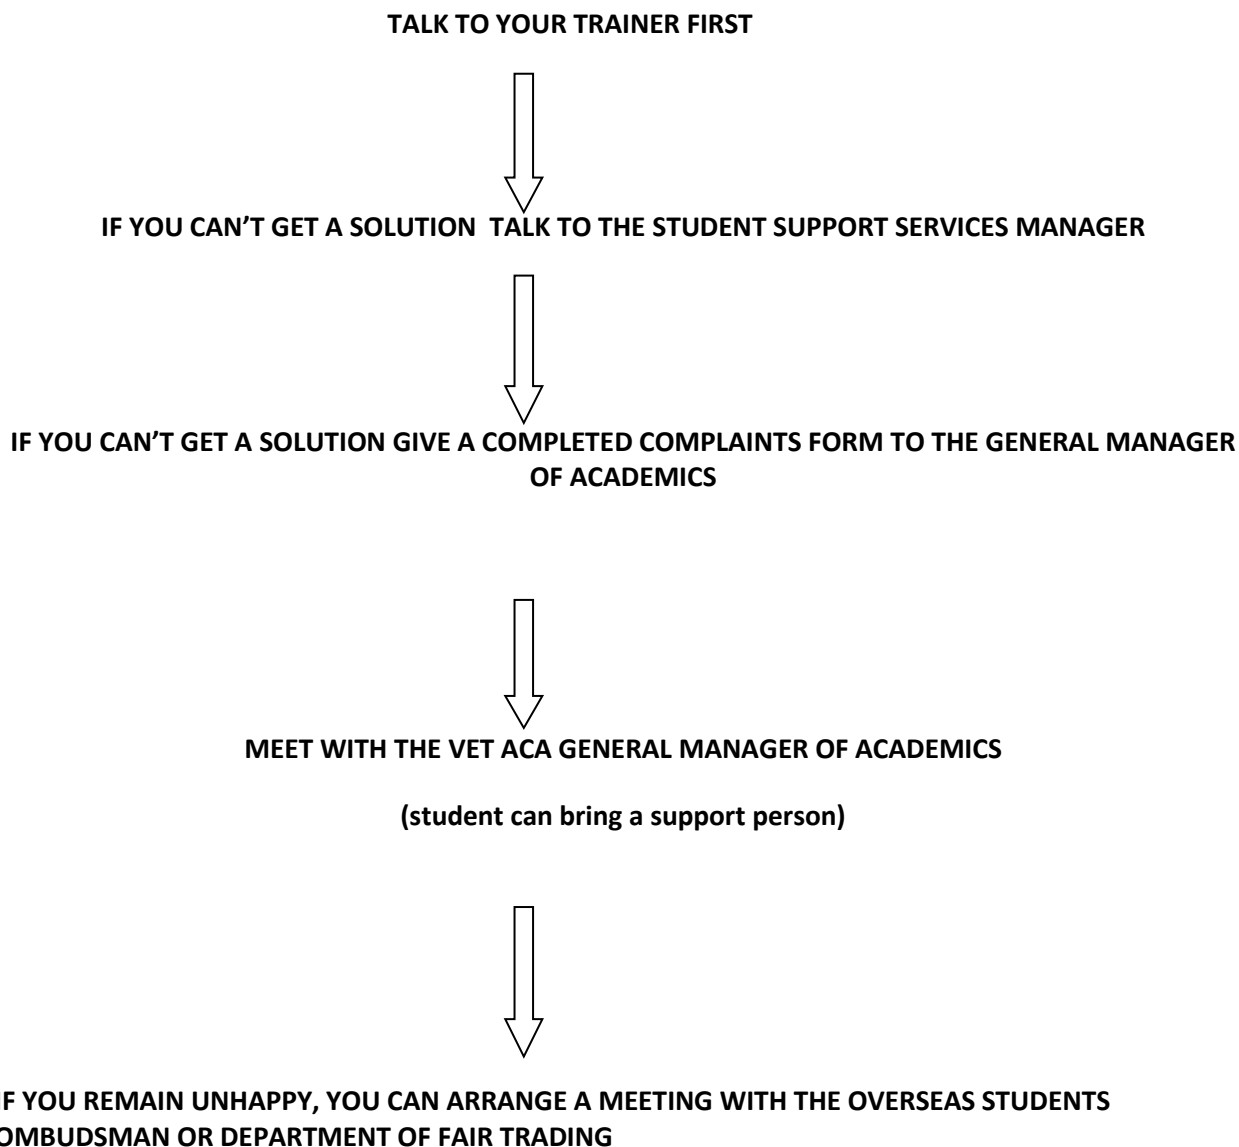 TALK TO YOUR TRAINER FIRST
IF YOU CAN’T GET A SOLUTION  TALK TO THE STUDENT SUPPORT SERVICES MANAGER
IF YOU CAN’T GET A SOLUTION GIVE A COMPLETED COMPLAINTS FORM TO THE GENERAL MANAGER
OF ACADEMICS
MEET WITH THE VET ACA GENERAL MANAGER OF ACADEMICS
(student can bring a support person)
IF YOU REMAIN UNHAPPY, YOU CAN ARRANGE A MEETING WITH THE OVERSEAS STUDENTS
OMBUDSMAN OR DEPARTMENT OF FAIR TRADING